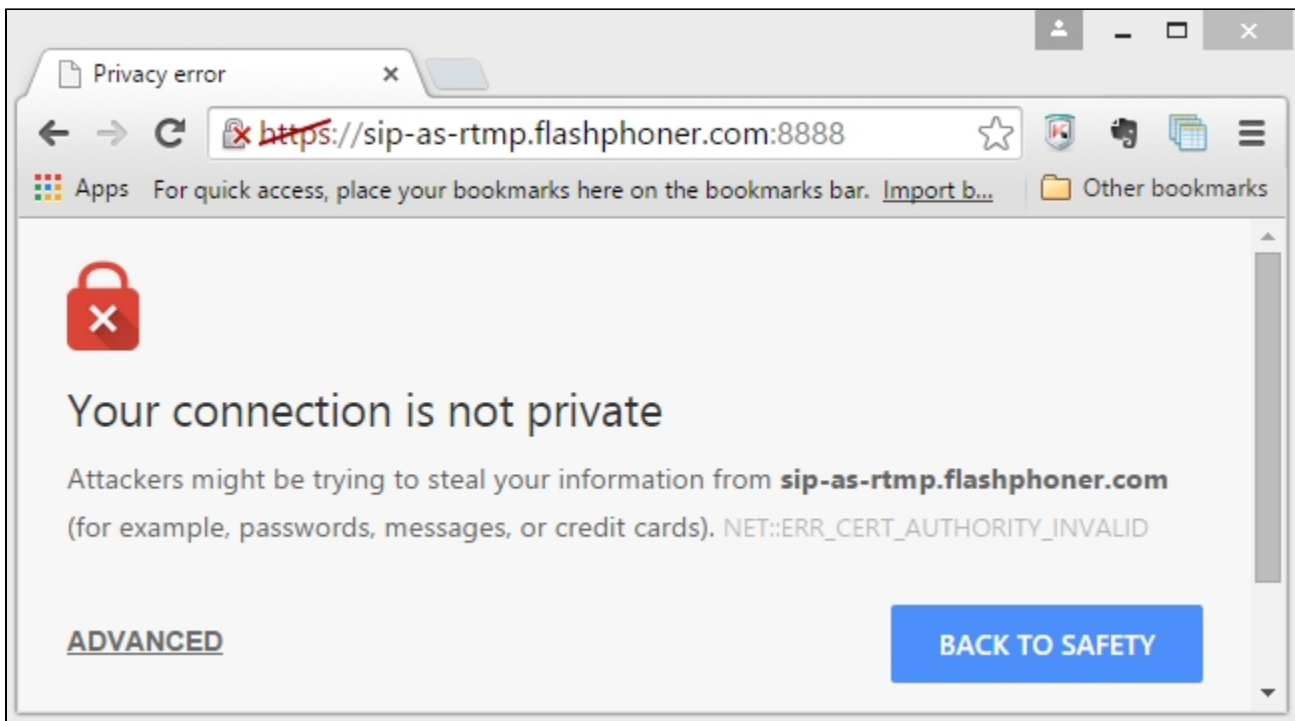 Privacy error
https://sip-as-rtmp.flashphoner.com:8888
Apps For quick access, place your bookmarks here on the bookmarks bar. Import b... Other bookmarks
Your connection is not private
Attackers might be trying to steal your information from sip-as-rtmp.flashphoner.com
(for example, passwords, messages, or credit cards). NET::ERR_CERT_AUTHORITY_INVALID
ADVANCED BACK TO SAFETY